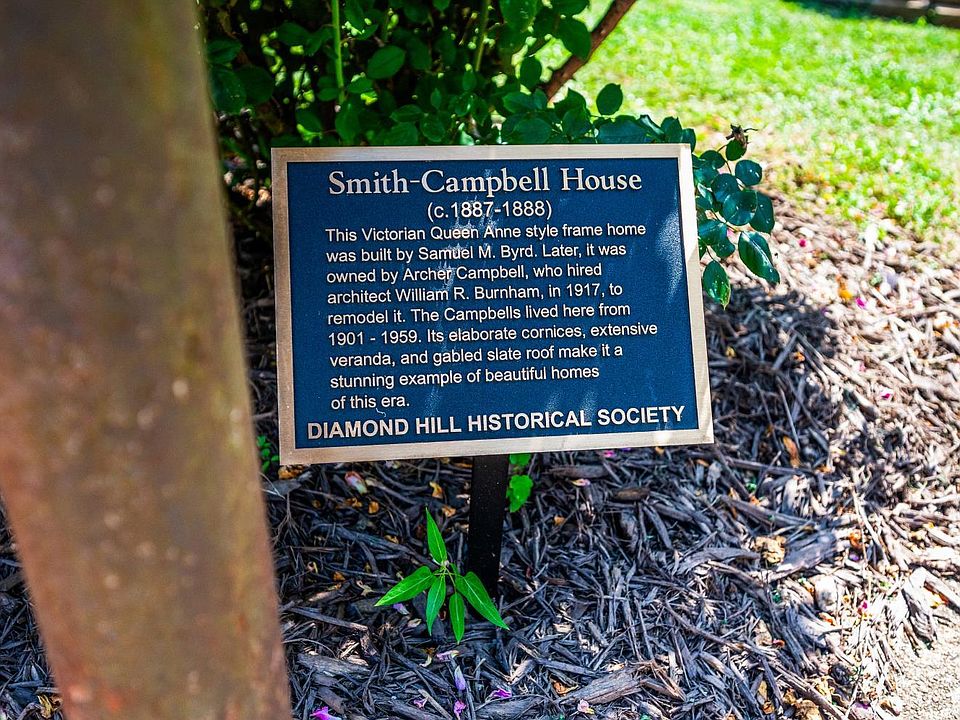 Smith-Campbell House
(c.1887-1888)
This Victorian Queen Anne style frame home
was built by Samuel M. Byrd. Later, it was
owned by Archer Campbell, who hired
architect William R. Burnham, in 1917, to
remodel it. The Campbells lived here from
1901 - 1959. Its elaborate cornices, extensive
veranda, and gabled slate roof make it a
stunning example of beautiful homes
of this era.
DIAMOND HILL HISTORICAL SOCIETY